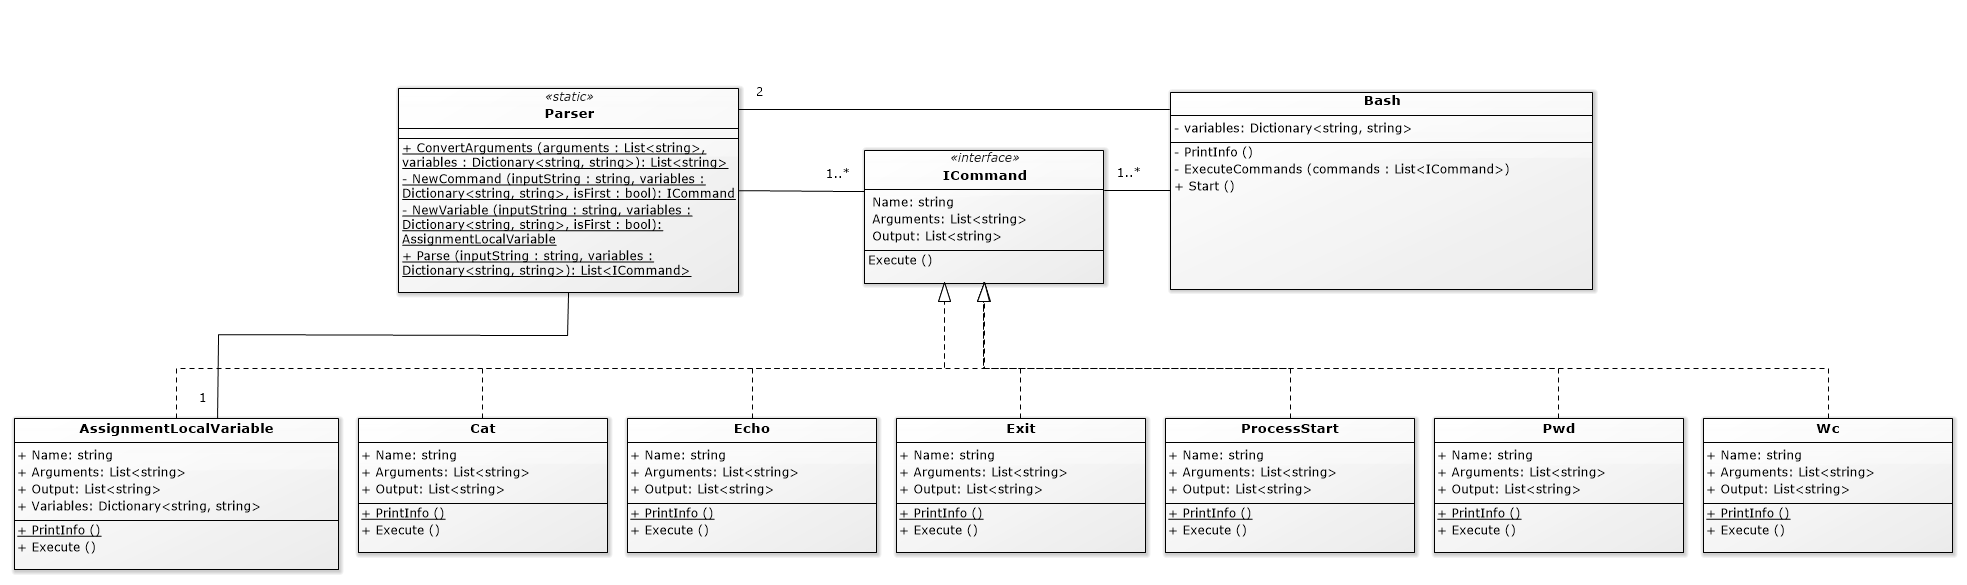 «static»
Parser
+ ConvertArguments (arguments : List<string>,
variables : Dictionary<string, string>): List<string>
- NewCommand (inputString : string, variables :
Dictionary<string, string>, isFirst : bool): ICommand
- NewVariable (inputString : string, variables :
Dictionary<string, string>, isFirst : bool):
AssignmentLocalVariable
+ Parse (inputString : string, variables :
Dictionary<string, string>): List<ICommand>
2
1..*
«interface»
ICommand
Name: string
Arguments: List<string>
Output: List<string>
Execute ()
1..*
Bash
- variables: Dictionary<string, string>
- PrintInfo ()
- ExecuteCommands (commands : List<ICommand>)
+ Start ()
1
AssignmentLocalVariable
+ Name: string
+ Arguments: List<string>
+ Output: List<string>
+ Variables: Dictionary<string, string>
+ PrintInfo ()
+ Execute ()
Cat
+ Name: string
+ Arguments: List<string>
+ Output: List<string>
+ PrintInfo ()
+ Execute ()
Echo
+ Name: string
+ Arguments: List<string>
+ Output: List<string>
+ PrintInfo ()
+ Execute ()
Exit
+ Name: string
+ Arguments: List<string>
+ Output: List<string>
+ PrintInfo ()
+ Execute ()
ProcessStart
+ Name: string
+ Arguments: List<string>
+ Output: List<string>
+ PrintInfo ()
+ Execute ()
Pwd
+ Name: string
+ Arguments: List<string>
+ Output: List<string>
+ PrintInfo ()
+ Execute ()
Wc
+ Name: string
+ Arguments: List<string>
+ Output: List<string>
+ PrintInfo ()
+ Execute ()